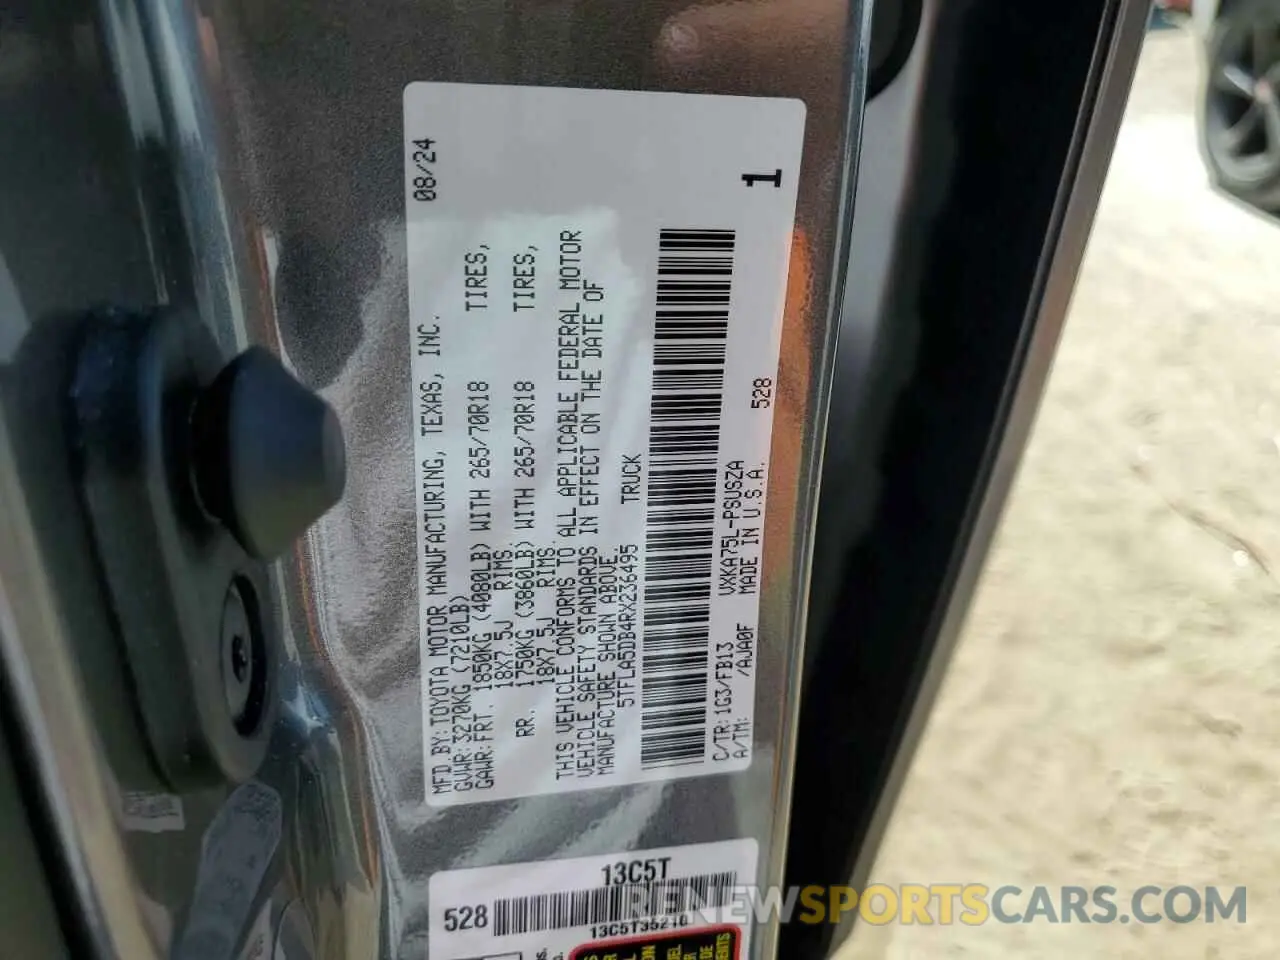 08/24
MFD.BY:TOYOTA MOTOR MANUFACTURING, TEXAS, INC.
GVWR:3270KG (7210LB)
GAWR:FRT. 1850KG (4080LB) WITH 265/70R18 TIRES,
18X7.5J RIMS.
RR. 1750KG (3860LB) WITH 265/70R18 TIRES,
18X7.5J RIMS.
THIS VEHICLE CONFORMS TO ALL APPLICABLE FEDERAL MOTOR
VEHICLE SAFETY STANDARDS IN EFFECT ON THE DATE OF
MANUFACTURE SHOWN ABOVE.
5TFLA5DB4RX236495 TRUCK
C/TR:1G3/FB13 VXKA75L-PSUSZA 528
A/TM: /AJA0F MADE IN U.S.A.
1
13C5T
528
13C5T35210
RENEWSPORTSCARS.COM